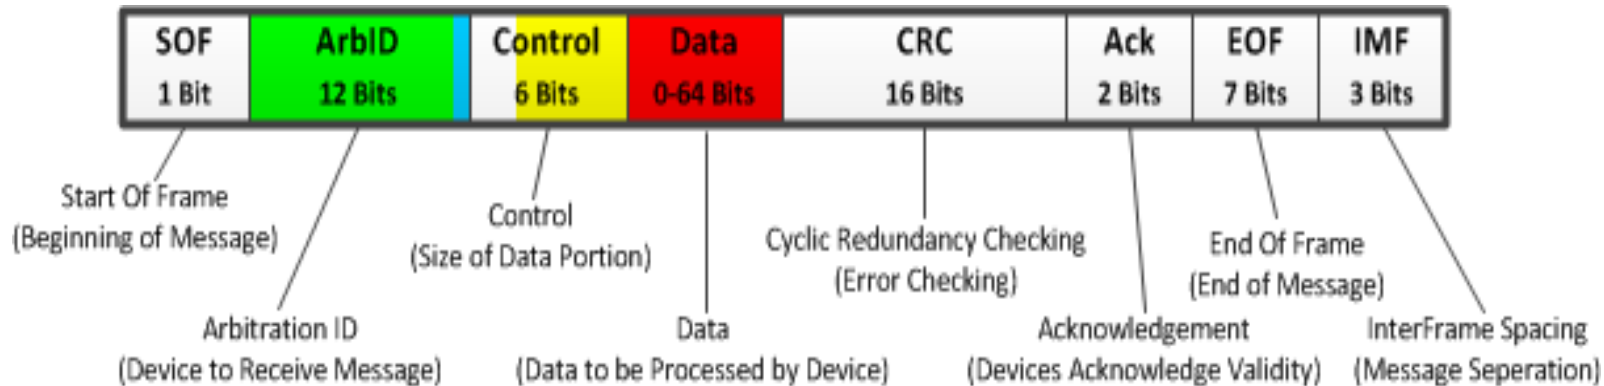 SOF ArbID Control Data CRC Ack EOF IMF
1 Bit 12 Bits 6 Bits 0-64 Bits 16 Bits 2 Bits 7 Bits 3 Bits
Start Of Frame
(Beginning of Message)
Arbitration ID
(Device to Receive Message)
Control
(Size of Data Portion)
Data
(Data to be Processed by Device)
Cyclic Redundancy Checking
(Error Checking)
Acknowledgement
(Devices Acknowledge Validity)
End Of Frame
(End of Message)
InterFrame Spacing
(Message Seperation)